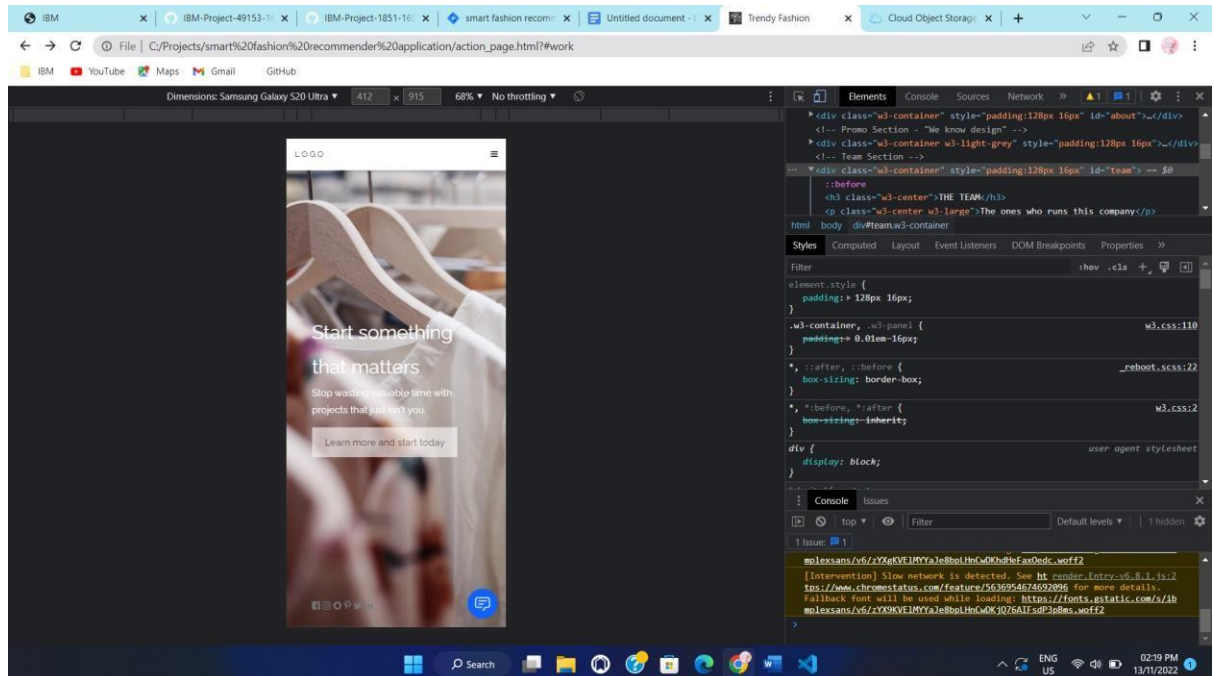 IBM
IBM-Project-49153-1
IBM-Project-1851-16
smart fashion recomm
Untitled document - 
Trendy Fashion
Cloud Object Storage
File | C:/Projects/smart%20fashion%20recommender%20application/action_page.html?#work
IBM
YouTube
Maps
Gmail
GitHub
Dimensions: Samsung Galaxy S20 Ultra ▼ 412 x 915 68% ▼ No throttling ▼
Elements Console Sources Network » 1 1
<div class="w3-container" style="padding:128px 16px" id="about">…</div>
<!-- Promo Section - "We know design" -->
<div class="w3-container w3-light-grey" style="padding:128px 16px">…</div>
<!-- Team Section -->
<div class="w3-container" style="padding:128px 16px" id="team"> == $0
::before
<h3 class="w3-center">THE TEAM</h3>
<p class="w3-center w3-large">The ones who runs this company</p>
html body div#team.w3-container
Styles Computed Layout Event Listeners DOM Breakpoints Properties »
Filter :hov .cls +
element.style {
padding: 128px 16px;
}
.w3-container, .w3-panel { w3.css:110
padding: 0.01em 16px;
}
*, ::after, ::before { _reboot.scss:22
box-sizing: border-box;
}
*, *:before, *:after { w3.css:2
box-sizing: inherit;
}
div { user agent stylesheet
display: block;
}
Console Issues
top ▼ Filter Default levels ▼ 1 hidden
1 Issue: 1
mplexsans/v6/zYXgKVElMYYaJe8bpLHnCwDKhdHeFaxOedc.woff2
[Intervention] Slow network is detected. See ht render.Entry-v6.8.1.js:2
tps://www.chromestatus.com/feature/5636954674692096 for more details.
Fallback font will be used while loading: https://fonts.gstatic.com/s/ib
mplexsans/v6/zYX9KVElMYYaJe8bpLHnCwDKjQ76AIFsdP3pBms.woff2
LOGO
Start something
that matters
Stop wasting valuable time with
projects that just isn't you.
Learn more and start today
Search
ENG
US
02:19 PM
13/11/2022
1